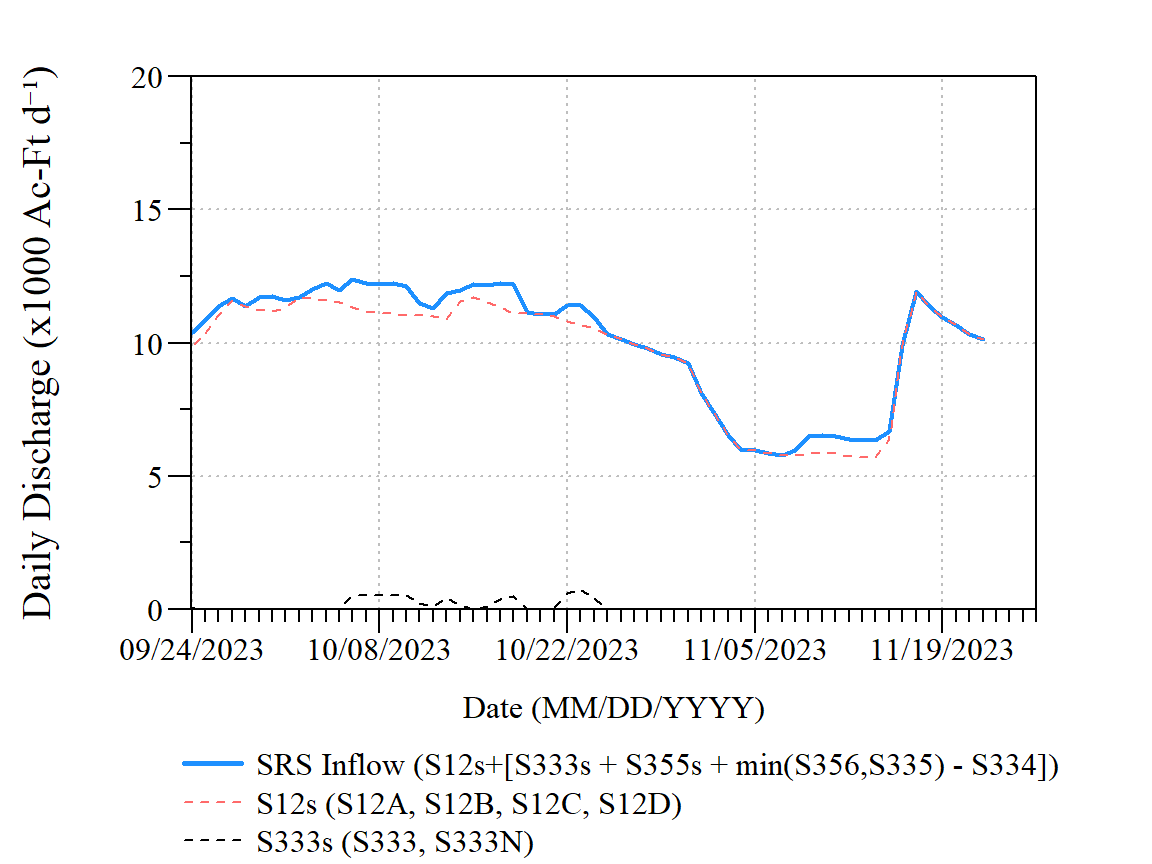 Daily Discharge (x1000 Ac-Ft d⁻¹)
20
15
10
5
0
09/24/2023 10/08/2023 10/22/2023 11/05/2023 11/19/2023
Date (MM/DD/YYYY)
SRS Inflow (S12s+[S333s + S355s + min(S356,S335) - S334])
S12s (S12A, S12B, S12C, S12D)
S333s (S333, S333N)